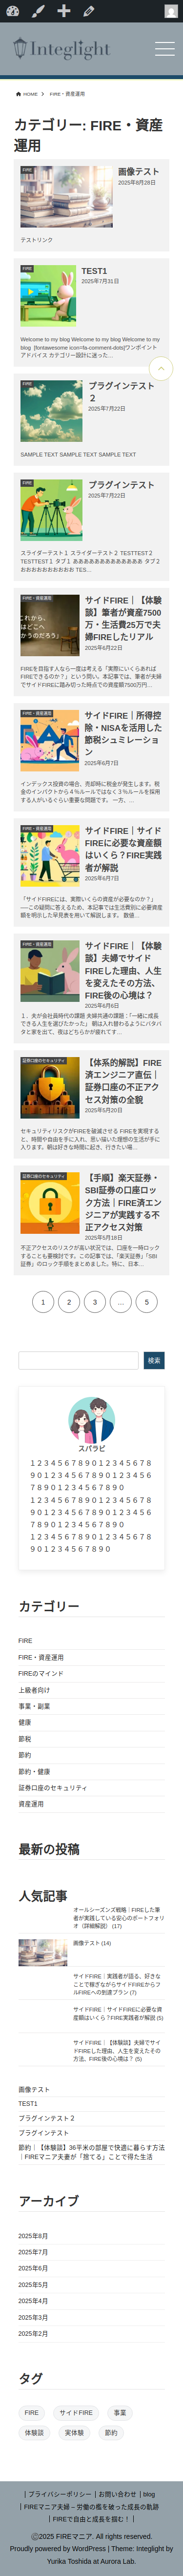 Integlight
HOME > FIRE・資産運用
カテゴリー: FIRE・資産
運用
FIRE
画像テスト
2025年8月28日
テストリンク
FIRE
TEST1
2025年7月31日
Welcome to my blog Welcome to my blog Welcome to my
blog [fontawesome icon=fa-comment-dots]ワンポイント
アドバイス カテゴリー設計に迷った…
FIRE
プラグインテスト
２
2025年7月22日
SAMPLE TEXT SAMPLE TEXT SAMPLE TEXT
FIRE
プラグインテスト
2025年7月22日
スライダーテスト１ スライダーテスト２ TESTTEST２
TESTTEST１ タブ１ あああああああああああああ タブ２
おおおおおおおおおお TES…
FIRE・資産運用
サイドFIRE｜【体験
談】筆者が資産7500
万・生活費25万で夫
婦FIREしたリアル
2025年6月22日
FIREを目指す人なら一度は考える「実際にいくらあれば
FIREできるのか？」という問い。本記事では、筆者が夫婦
でサイドFIREに踏み切った時点での資産額7500万円…
FIRE・資産運用
サイドFIRE｜所得控
除・NISAを活用した
節税シュミレーショ
ン
2025年6月7日
インデックス投資の場合、売却時に税金が発生します。税
金のインパクトから４％ルールではなく３％ルールを採用
する人がいるぐらい重要な問題です。 一方、…
FIRE・資産運用
サイドFIRE｜サイド
FIREに必要な資産額
はいくら？FIRE実践
者が解説
2025年6月7日
「サイドFIREには、実際いくらの資産が必要なのか？」
──この疑問に答えるため、本記事では生活費別に必要資産
額を明示した早見表を用いて解説します。 数値…
FIRE・資産運用
サイドFIRE｜【体験
談】夫婦でサイド
FIREした理由、人生
を変えたその方法、
FIRE後の心境は？
2025年6月6日
１．夫が会社員時代の課題 夫婦共通の課題：「一緒に成長
できる人生を選びたかった」 朝は入れ替わるようにバタバ
タと家を出て、夜はどちらかが疲れてす…
証券口座のセキュリティ
【体系的解説】FIRE
済エンジニア直伝｜
証券口座の不正アク
セス対策の全貌
2025年5月20日
セキュリティリスクがFIREを破滅させる FIREを実現する
と、時間や自由を手に入れ、思い描いた理想の生活が手に
入ります。朝は好きな時間に起き、行きたい場…
証券口座のセキュリティ
【手順】楽天証券・
SBI証券の口座ロッ
ク方法｜FIRE済エン
ジニアが実践する不
正アクセス対策
2025年5月18日
不正アクセスのリスクが高い状況では、口座を一時ロック
することも要検討です。この記事では、「楽天証券」「SBI
証券」のロック手順をまとめました。特に、日本…
1 2 3 … 5
検索
スパラビ
１２３４５６７８９０１２３４５６７８
９０１２３４５６７８９０１２３４５６
７８９０１２３４５６７８９０
１２３４５６７８９０１２３４５６７８
９０１２３４５６７８９０１２３４５６
７８９０１２３４５６７８９０
１２３４５６７８９０１２３４５６７８
９０１２３４５６７８９０
カテゴリー
FIRE
FIRE・資産運用
FIREのマインド
上級者向け
事業・副業
健康
節税
節約
節約・健康
証券口座のセキュリティ
資産運用
最新の投稿
人気記事
オールシーズンズ戦略｜FIREした筆
者が実践している安心のポートフォリ
オ（詳細解説） (17)
画像テスト (14)
サイドFIRE｜実践者が語る、好きな
ことで稼ぎながらサイドFIREからフ
ルFIREへの到達プラン (7)
サイドFIRE｜サイドFIREに必要な資
産額はいくら？FIRE実践者が解説 (5)
サイドFIRE｜【体験談】夫婦でサイ
ドFIREした理由、人生を変えたその
方法、FIRE後の心境は？ (5)
画像テスト
TEST1
プラグインテスト２
プラグインテスト
節約｜【体験談】36平米の部屋で快適に暮らす方法
｜FIREマニア夫妻が「捨てる」ことで得た生活
アーカイブ
2025年8月
2025年7月
2025年6月
2025年5月
2025年4月
2025年3月
2025年2月
タグ
FIRE サイドFIRE 事業
体験談 実体験 節約
｜プライバシーポリシー｜お問い合わせ｜blog
｜FIREマニア夫婦 – 労働の檻を破った成長の軌跡
｜FIREで自由と成長を掴む！｜
©2025 FIREマニア. All rights reserved.
Proudly powered by WordPress | Theme: Integlight by
Yurika Toshida at Aurora Lab.